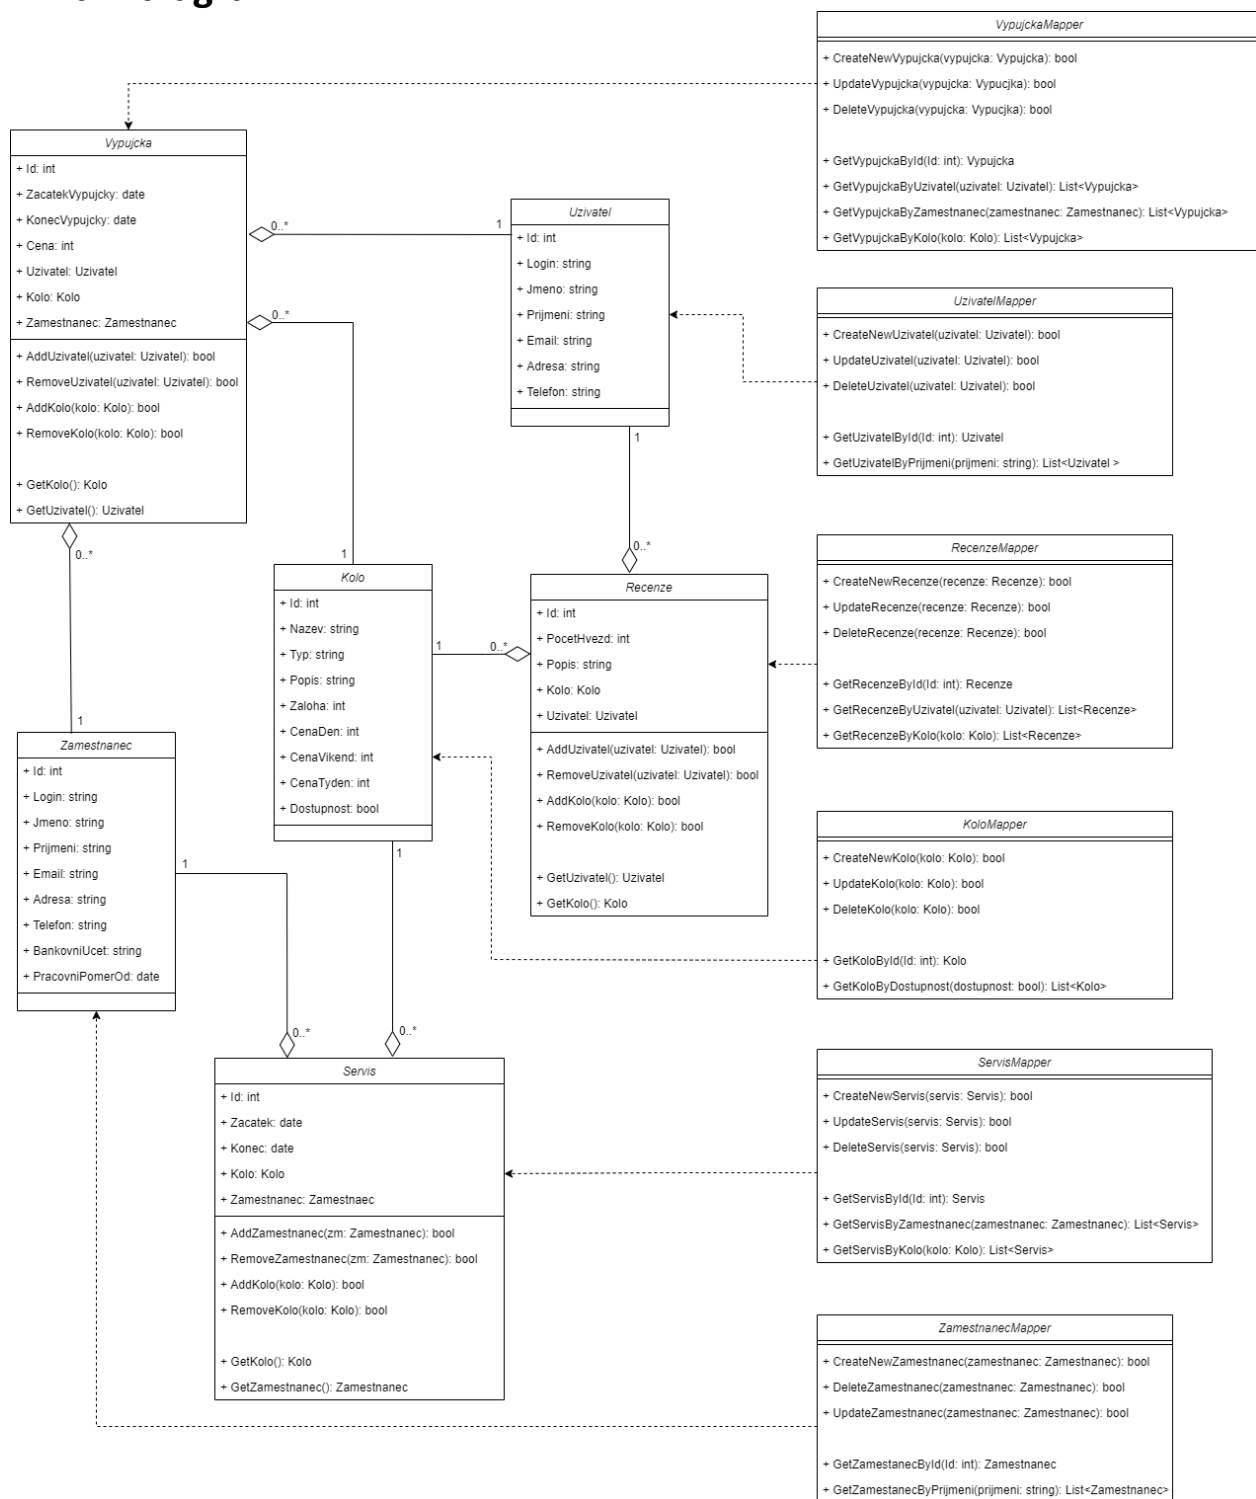 VypujckaMapper
+ CreateNewVypujcka(vypujcka: Vypujcka): bool
+ UpdateVypujcka(vypujcka: Vypucjka): bool
+ DeleteVypujcka(vypujcka: Vypucjka): bool
+ GetVypujckaById(Id: int): Vypujcka
+ GetVypujckaByUzivatel(uzivatel: Uzivatel): List<Vypujcka>
+ GetVypujckaByZamestnanec(zamestnanec: Zamestnanec): List<Vypujcka>
+ GetVypujckaByKolo(kolo: Kolo): List<Vypujcka>
Vypujcka
+ Id: int
+ ZacatekVypujcky: date
+ KonecVypujcky: date
+ Cena: int
+ Uzivatel: Uzivatel
+ Kolo: Kolo
+ Zamestnanec: Zamestnanec
+ AddUzivatel(uzivatel: Uzivatel): bool
+ RemoveUzivatel(uzivatel: Uzivatel): bool
+ AddKolo(kolo: Kolo): bool
+ RemoveKolo(kolo: Kolo): bool
+ GetKolo(): Kolo
+ GetUzivatel(): Uzivatel
0..*
1
0..*
1
0..*
1
Uzivatel
+ Id: int
+ Login: string
+ Jmeno: string
+ Prijmeni: string
+ Email: string
+ Adresa: string
+ Telefon: string
1
0..*
UzivatelMapper
+ CreateNewUzivatel(uzivatel: Uzivatel): bool
+ UpdateUzivatel(uzivatel: Uzivatel): bool
+ DeleteUzivatel(uzivatel: Uzivatel): bool
+ GetUzivatelById(Id: int): Uzivatel
+ GetUzivatelByPrijmeni(prijmeni: string): List<Uzivatel >
Kolo
+ Id: int
+ Nazev: string
+ Typ: string
+ Popis: string
+ Zaloha: int
+ CenaDen: int
+ CenaVikend: int
+ CenaTyden: int
+ Dostupnost: bool
1
0..*
Recenze
+ Id: int
+ PocetHvezd: int
+ Popis: string
+ Kolo: Kolo
+ Uzivatel: Uzivatel
+ AddUzivatel(uzivatel: Uzivatel): bool
+ RemoveUzivatel(uzivatel: Uzivatel): bool
+ AddKolo(kolo: Kolo): bool
+ RemoveKolo(kolo: Kolo): bool
+ GetUzivatel(): Uzivatel
+ GetKolo(): Kolo
RecenzeMapper
+ CreateNewRecenze(recenze: Recenze): bool
+ UpdateRecenze(recenze: Recenze): bool
+ DeleteRecenze(recenze: Recenze): bool
+ GetRecenzeById(Id: int): Recenze
+ GetRecenzeByUzivatel(uzivatel: Uzivatel): List<Recenze>
+ GetRecenzeByKolo(kolo: Kolo): List<Recenze>
Zamestnanec
+ Id: int
+ Login: string
+ Jmeno: string
+ Prijmeni: string
+ Email: string
+ Adresa: string
+ Telefon: string
+ BankovniUcet: string
+ PracovniPomerOd: date
1
0..*
1
0..*
KoloMapper
+ CreateNewKolo(kolo: Kolo): bool
+ UpdateKolo(kolo: Kolo): bool
+ DeleteKolo(kolo: Kolo): bool
+ GetKoloById(Id: int): Kolo
+ GetKoloByDostupnost(dostupnost: bool): List<Kolo>
Servis
+ Id: int
+ Zacatek: date
+ Konec: date
+ Kolo: Kolo
+ Zamestnanec: Zamestnaec
+ AddZamestnanec(zm: Zamestnanec): bool
+ RemoveZamestnanec(zm: Zamestnanec): bool
+ AddKolo(kolo: Kolo): bool
+ RemoveKolo(kolo: Kolo): bool
+ GetKolo(): Kolo
+ GetZamestnanec(): Zamestnanec
ServisMapper
+ CreateNewServis(servis: Servis): bool
+ UpdateServis(servis: Servis): bool
+ DeleteServis(servis: Servis): bool
+ GetServisById(Id: int): Servis
+ GetServisByZamestnanec(zamestnanec: Zamestnanec): List<Servis>
+ GetServisByKolo(kolo: Kolo): List<Servis>
ZamestnanecMapper
+ CreateNewZamestnanec(zamestnanec: Zamestnanec): bool
+ DeleteZamestnanec(zamestnanec: Zamestnanec): bool
+ UpdateZamestnanec(zamestnanec: Zamestnanec): bool
+ GetZamestanecById(Id: int): Zamestnanec
+ GetZamestanecByPrijmeni(prijmeni: string): List<Zamestnanec>